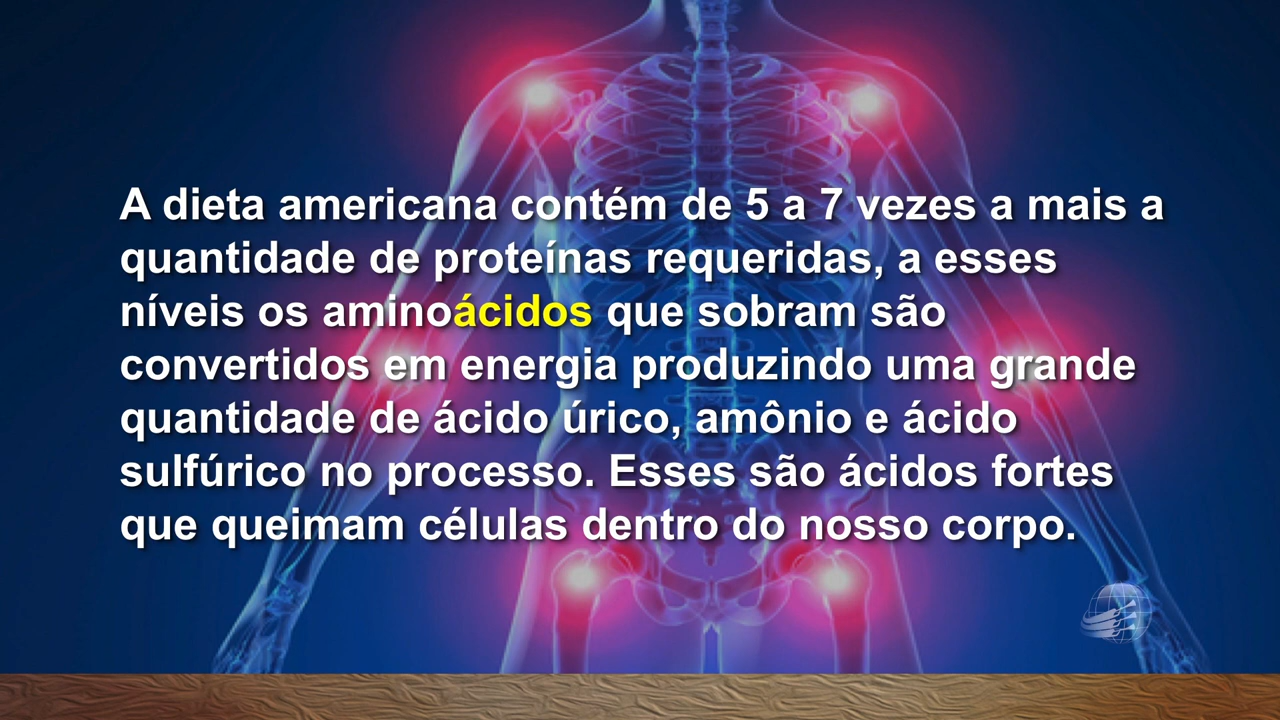 A dieta americana contém de 5 a 7 vezes a mais a
quantidade de proteínas requeridas, a esses
níveis os aminoácidos que sobram são
convertidos em energia produzindo uma grande
quantidade de ácido úrico, amônio e ácido
sulfúrico no processo. Esses são ácidos fortes
que queimam células dentro do nosso corpo.